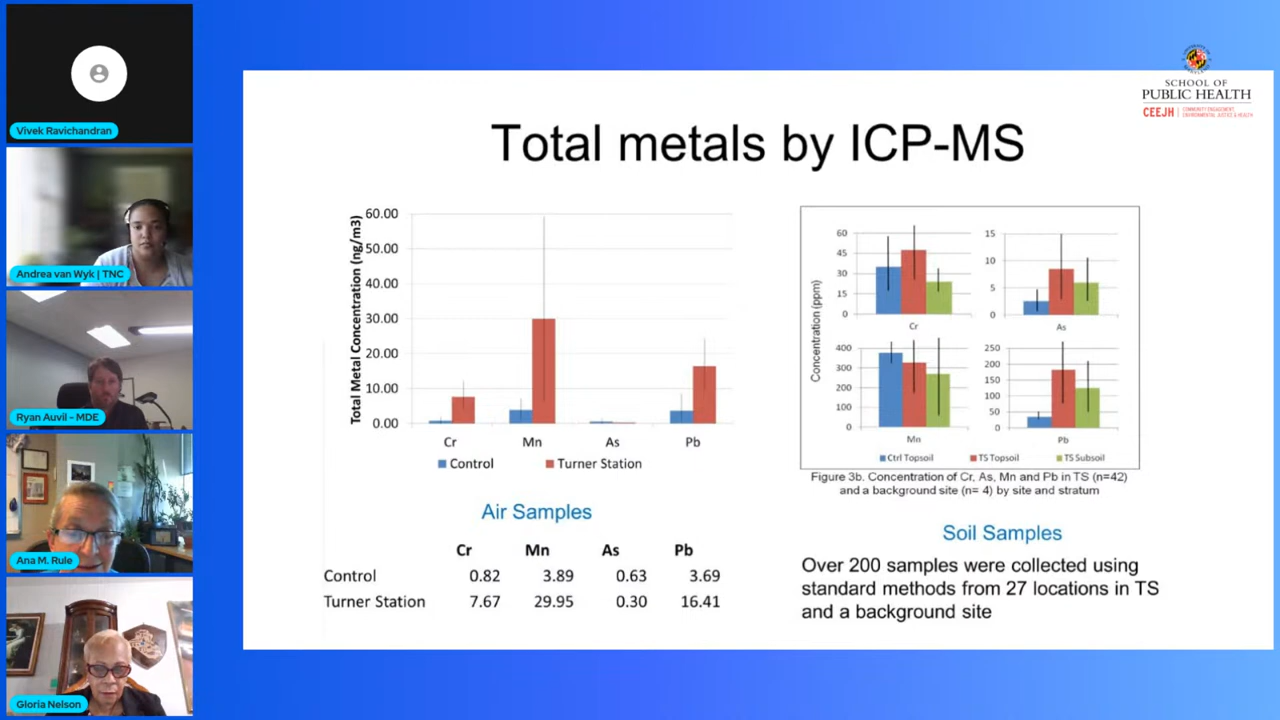 Vivek Ravichandran
Andrea van Wyk | TNC
Ryan Auvil – MDE
Ana M. Rule
Gloria Nelson
SCHOOL OF
PUBLIC HEALTH
CEEJH | COMMUNITY ENGAGEMENT,
ENVIRONMENTAL JUSTICE & HEALTH
Total metals by ICP-MS
Total Metal Concentration (ng/m3)
60.00
50.00
40.00
30.00
20.00
10.00
0.00
Cr Mn As Pb
Control Turner Station
Air Samples
Cr Mn As Pb
Control 0.82 3.89 0.63 3.69
Turner Station 7.67 29.95 0.30 16.41
Concentration (ppm)
60
45
30
15
0
Cr
15
10
5
0
As
400
300
200
100
0
Mn
250
200
150
100
50
0
Pb
Ctrl Topsoil TS Topsoil TS Subsoil
Figure 3b. Concentration of Cr, As, Mn and Pb in TS (n=42)
and a background site (n= 4) by site and stratum
Soil Samples
Over 200 samples were collected using
standard methods from 27 locations in TS
and a background site